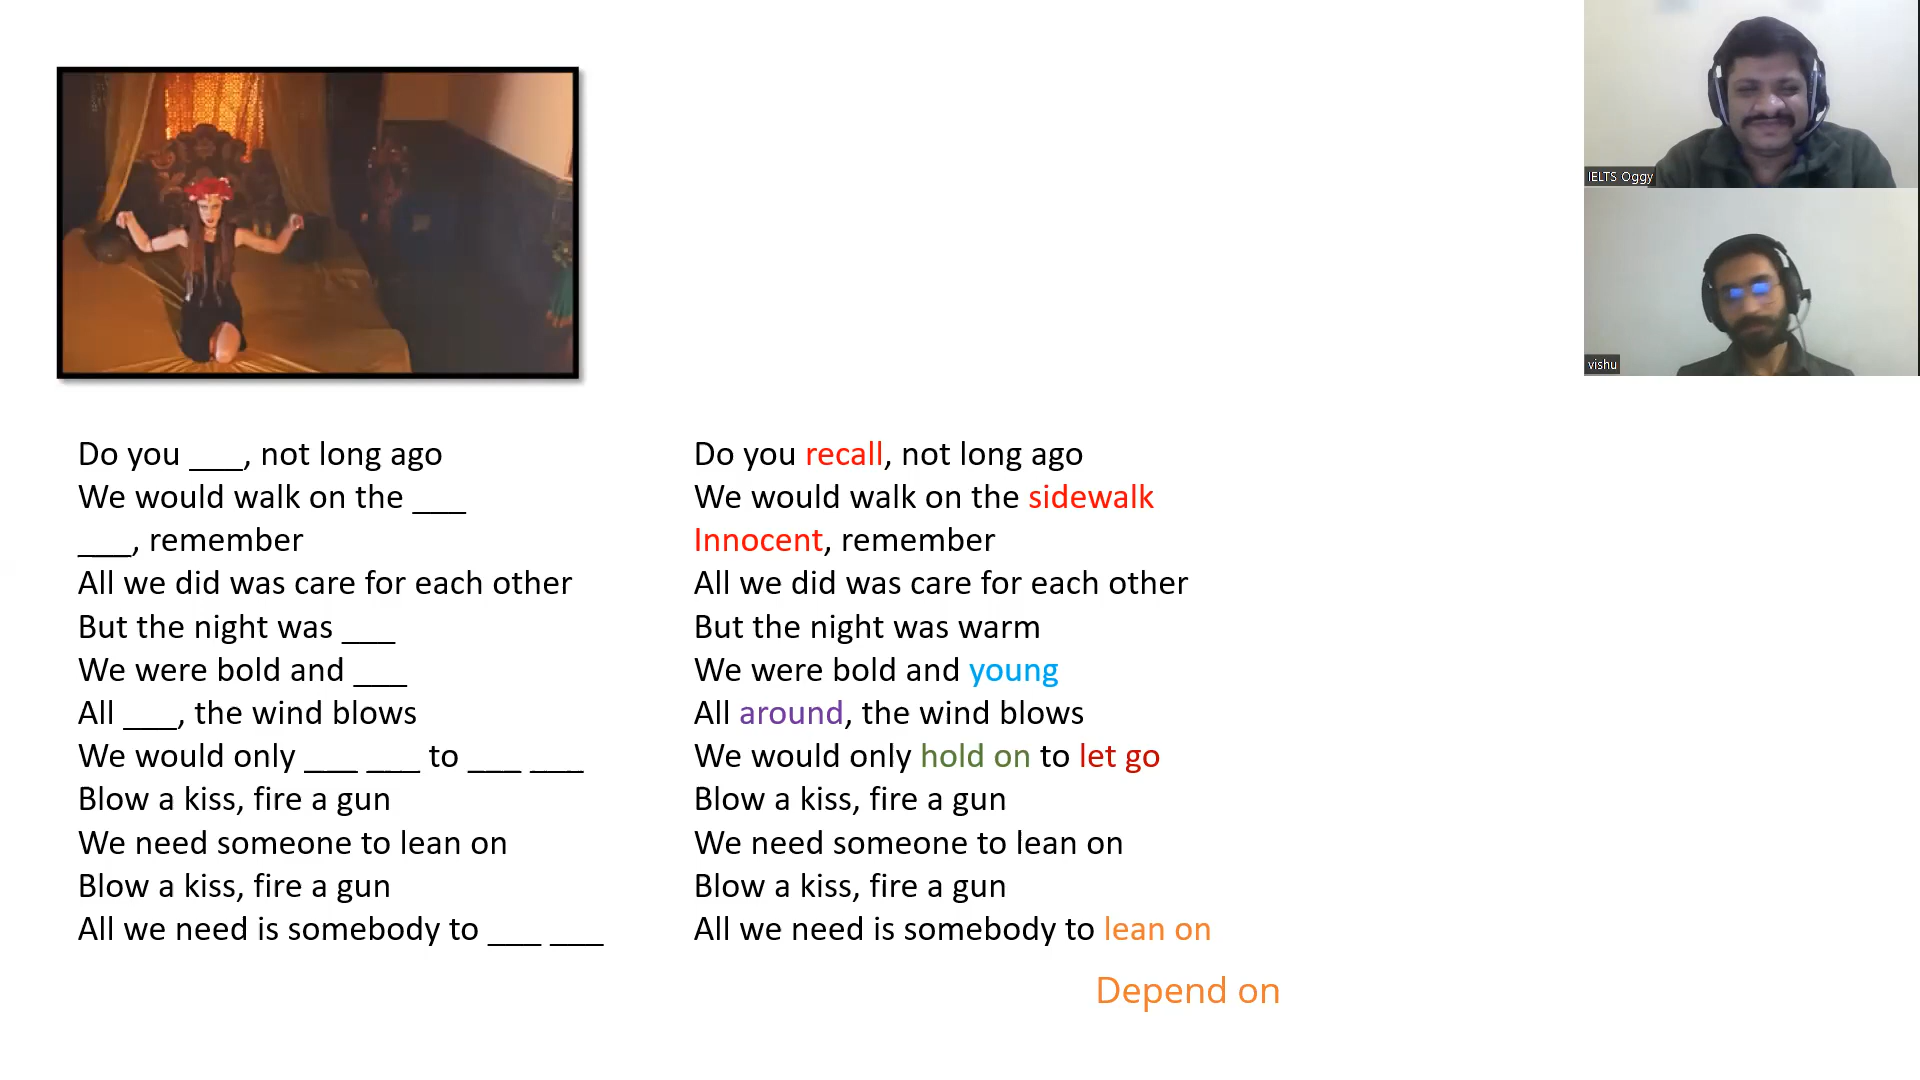 IELTS Oggy
vishu
Do you ___, not long ago
We would walk on the ___
___, remember
All we did was care for each other
But the night was ___
We were bold and ___
All ___, the wind blows
We would only ___ ___ to ___ ___
Blow a kiss, fire a gun
We need someone to lean on
Blow a kiss, fire a gun
All we need is somebody to ___ ___
Do you recall, not long ago
We would walk on the sidewalk
Innocent, remember
All we did was care for each other
But the night was warm
We were bold and young
All around, the wind blows
We would only hold on to let go
Blow a kiss, fire a gun
We need someone to lean on
Blow a kiss, fire a gun
All we need is somebody to lean on
Depend on